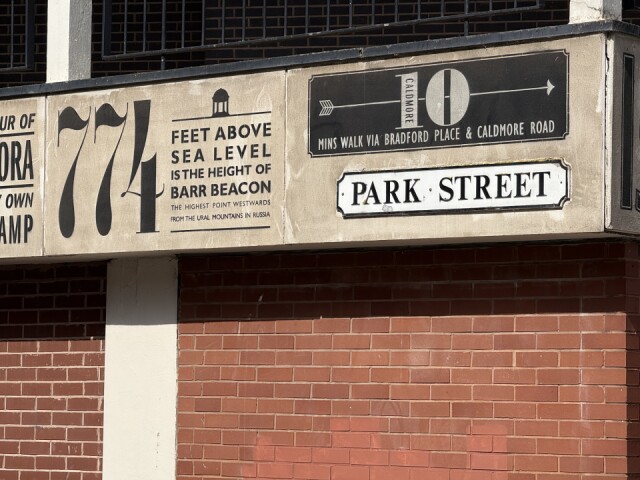 UR OF
ORA
OWN
AMP
774
FEET ABOVE
SEA LEVEL
IS THE HEIGHT OF
BARR BEACON
THE HIGHEST POINT WESTWARDS
FROM THE URAL MOUNTAINS IN RUSSIA
CALDMORE
10
MINS WALK VIA BRADFORD PLACE & CALDMORE ROAD
PARK · STREET